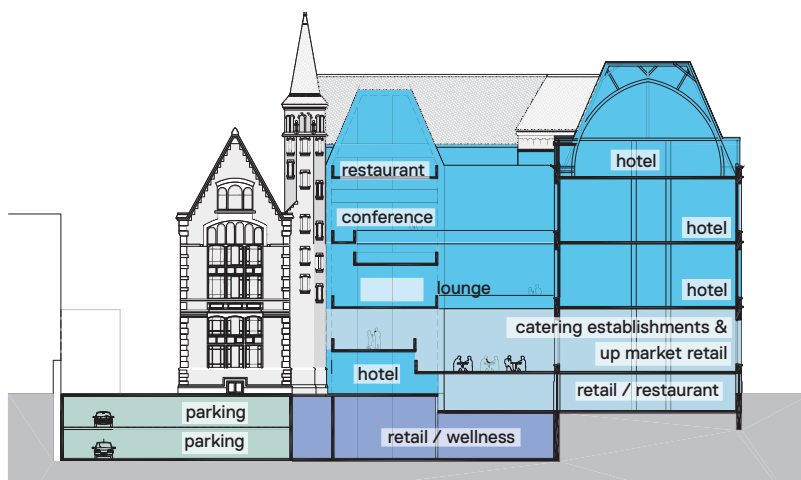 hotel
restaurant
conference
hotel
lounge
hotel
catering establishments &
up market retail
hotel
retail / restaurant
parking
parking
retail / wellness